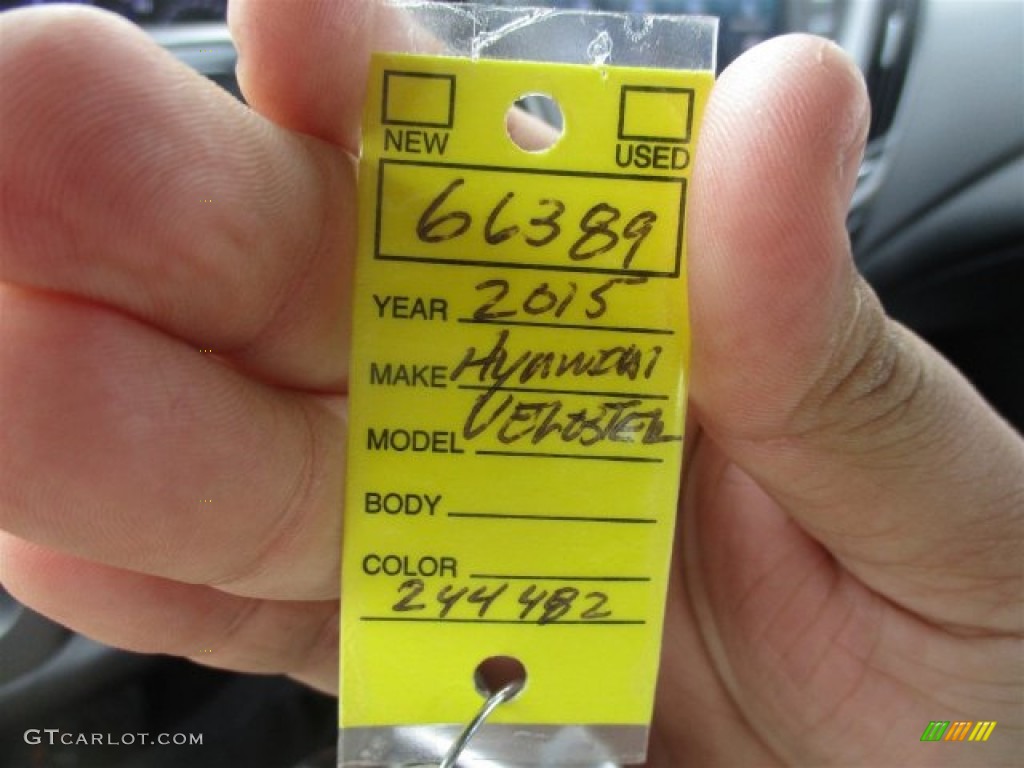 NEW USED
66389
YEAR 2015
MAKE Hyundai
MODEL VELOSTER
BODY
COLOR
244482
GTCARLOT.COM